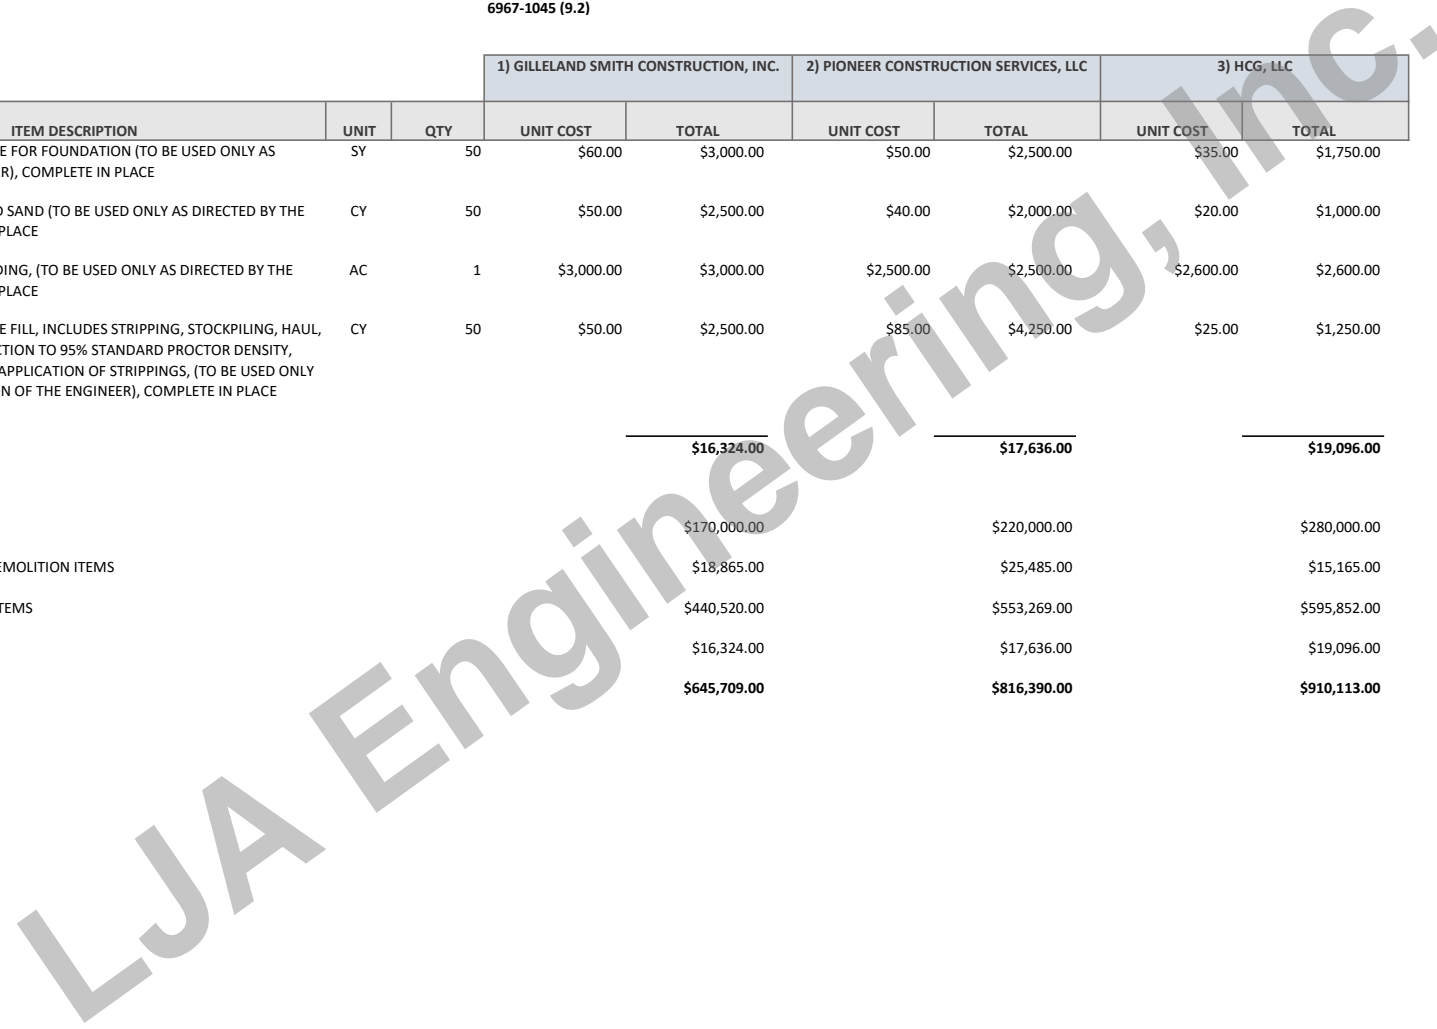 6967-1045 (9.2)
1) GILLELAND SMITH CONSTRUCTION, INC. 2) PIONEER CONSTRUCTION SERVICES, LLC 3) HCG, LLC
ITEM DESCRIPTION UNIT QTY UNIT COST TOTAL UNIT COST TOTAL UNIT COST TOTAL
E FOR FOUNDATION (TO BE USED ONLY AS SY 50 $60.00 $3,000.00 $50.00 $2,500.00 $35.00 $1,750.00
R), COMPLETE IN PLACE
D SAND (TO BE USED ONLY AS DIRECTED BY THE CY 50 $50.00 $2,500.00 $40.00 $2,000.00 $20.00 $1,000.00
PLACE
DING, (TO BE USED ONLY AS DIRECTED BY THE AC 1 $3,000.00 $3,000.00 $2,500.00 $2,500.00 $2,600.00 $2,600.00
PLACE
E FILL, INCLUDES STRIPPING, STOCKPILING, HAUL, CY 50 $50.00 $2,500.00 $85.00 $4,250.00 $25.00 $1,250.00
CTION TO 95% STANDARD PROCTOR DENSITY,
APPLICATION OF STRIPPINGS, (TO BE USED ONLY
ON OF THE ENGINEER), COMPLETE IN PLACE
$16,324.00 $17,636.00 $19,096.00
$170,000.00 $220,000.00 $280,000.00
EMOLITION ITEMS $18,865.00 $25,485.00 $15,165.00
TEMS $440,520.00 $553,269.00 $595,852.00
$16,324.00 $17,636.00 $19,096.00
$645,709.00 $816,390.00 $910,113.00
LJA Engineering, Inc.